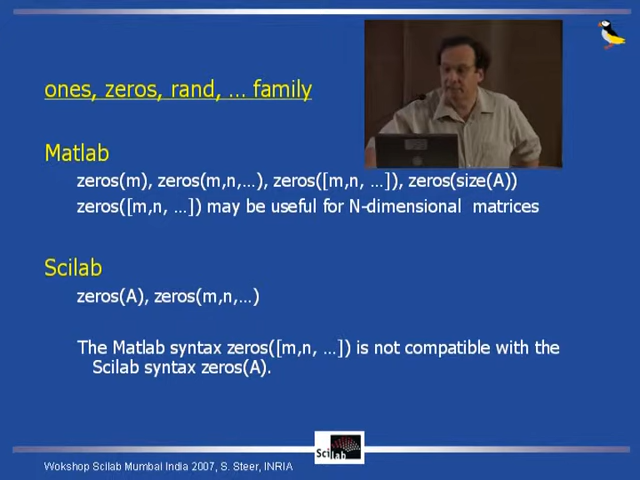 ones, zeros, rand, … family
Matlab
zeros(m), zeros(m,n,…), zeros([m,n, …]), zeros(size(A))
zeros([m,n, …]) may be useful for N-dimensional matrices
Scilab
zeros(A), zeros(m,n,…)
The Matlab syntax zeros([m,n, …]) is not compatible with the
Scilab syntax zeros(A).
Scilab
Wokshop Scilab Mumbai India 2007, S. Steer, INRIA